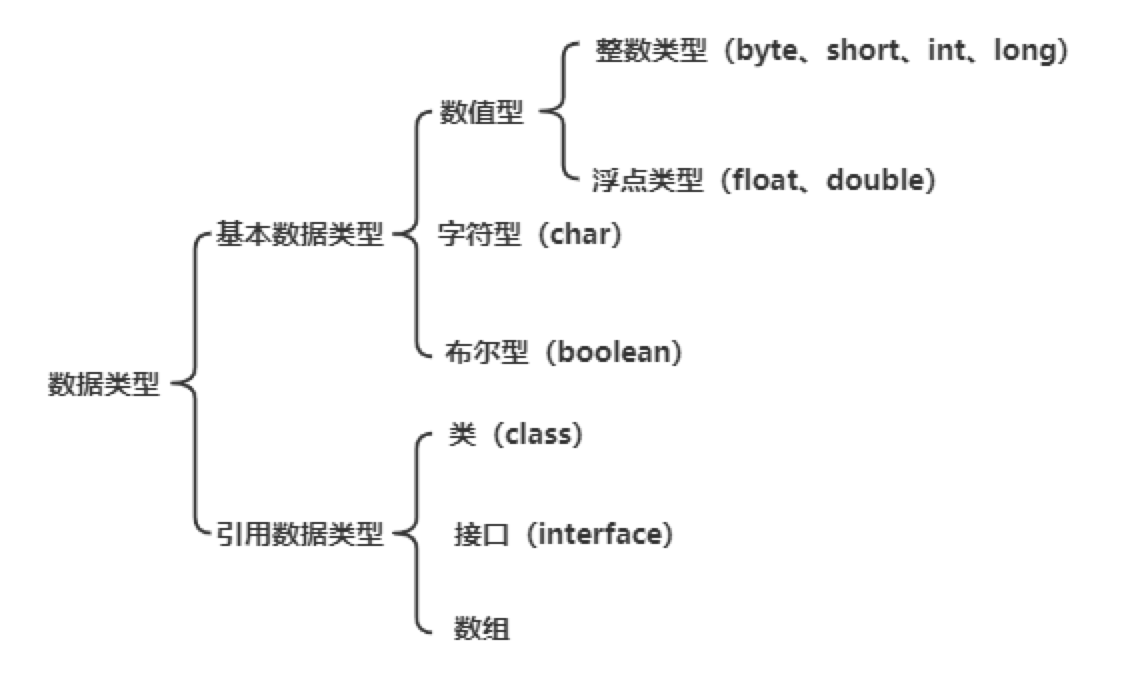 整数类型（byte、short、int、long）
数值型
浮点类型（float、double）
基本数据类型
字符型（char）
布尔型（boolean）
数据类型
类（class）
引用数据类型
接口（interface）
数组